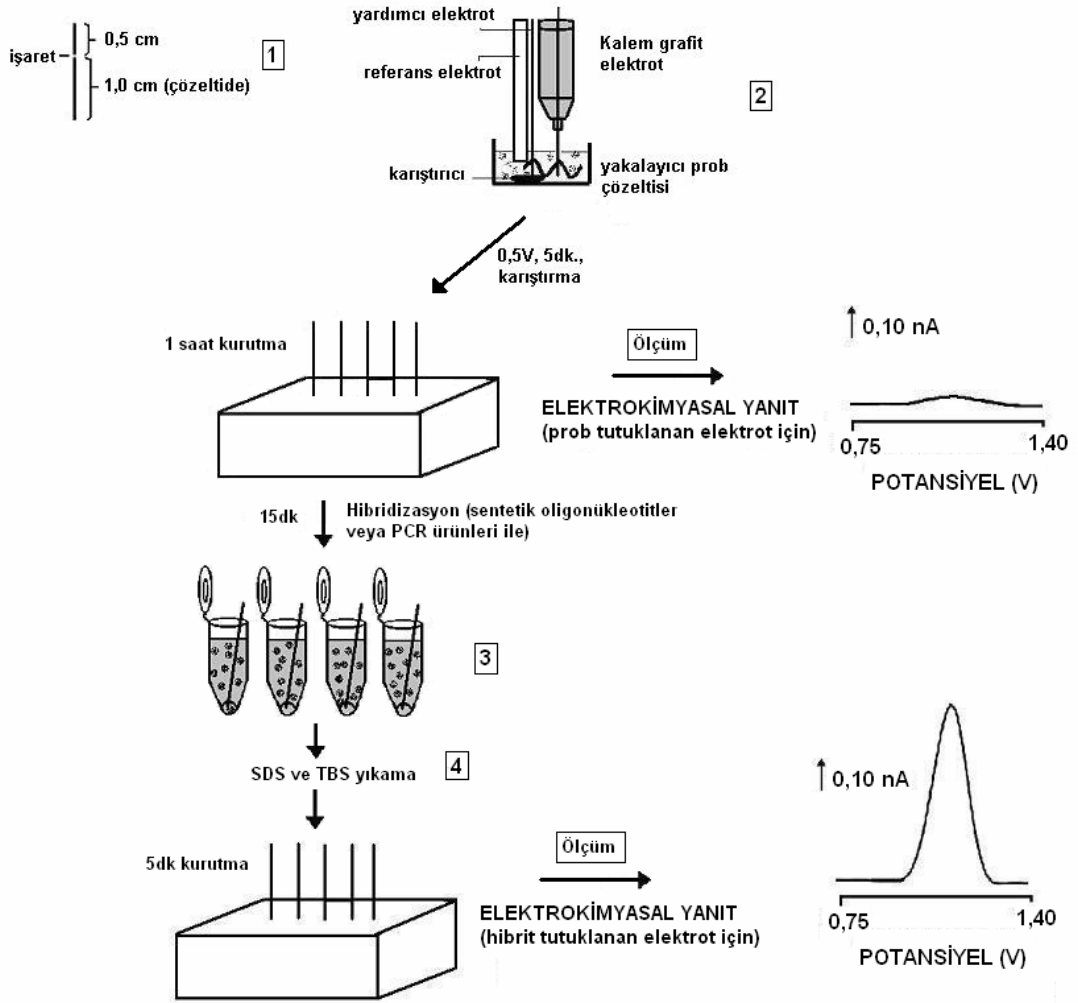 0,5 cm
işaret
1,0 cm (çözeltide)
1
yardımcı elektrot
referans elektrot
Kalem grafit
elektrot
2
karıştırıcı
yakalayıcı prob
çözeltisi
0,5V, 5dk.,
karıştırma
1 saat kurutma
Ölçüm
ELEKTROKİMYASAL YANIT
(prob tutuklanan elektrot için)
0,10 nA
0,75
1,40
POTANSİYEL (V)
15dk
Hibridizasyon (sentetik oligonükleotitler
veya PCR ürünleri ile)
3
SDS ve TBS yıkama
4
5dk kurutma
Ölçüm
ELEKTROKİMYASAL YANIT
(hibrit tutuklanan elektrot için)
0,10 nA
0,75
1,40
POTANSİYEL (V)